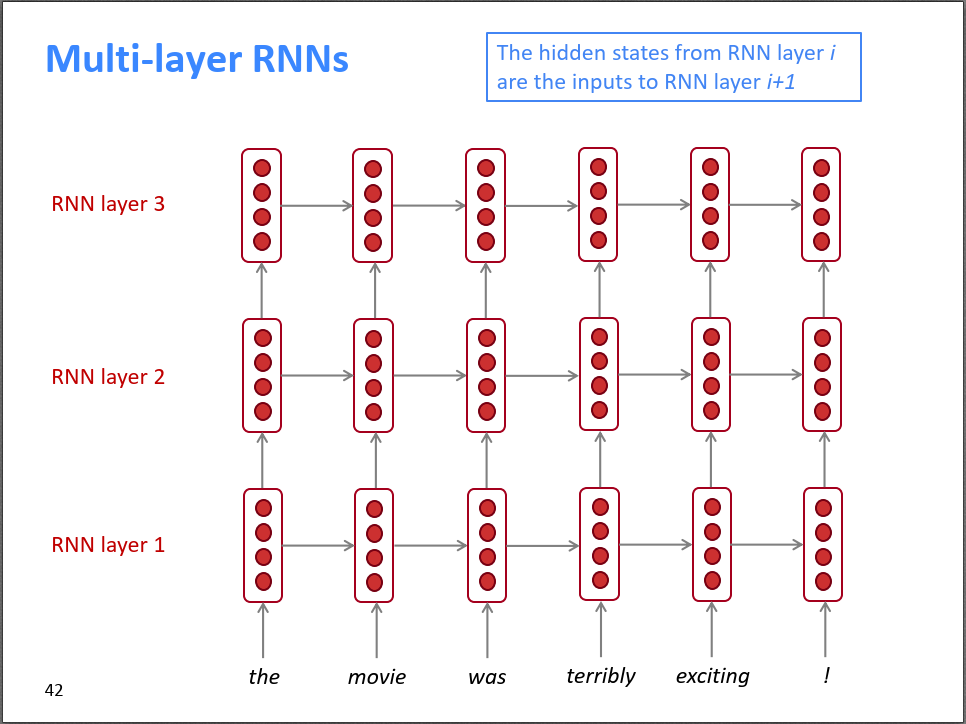 Multi-layer RNNs
The hidden states from RNN layer i
are the inputs to RNN layer i+1
RNN layer 3
RNN layer 2
RNN layer 1
the movie was terribly exciting !
42